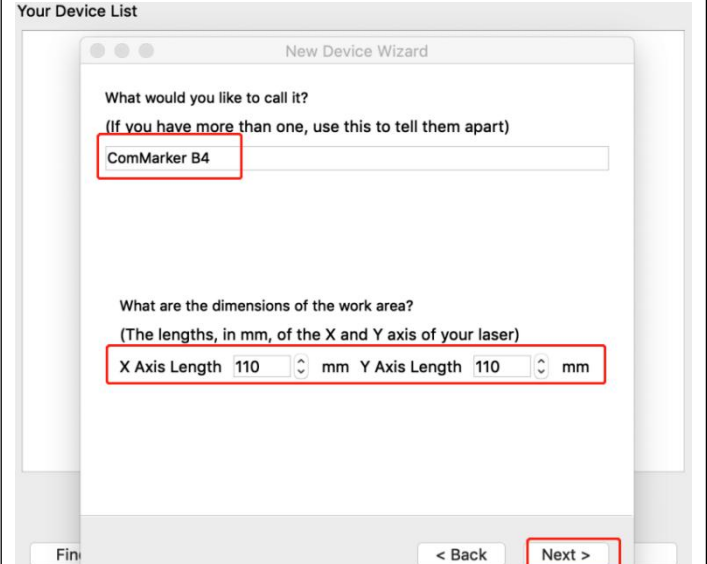 Your Device List
New Device Wizard
What would you like to call it?
(If you have more than one, use this to tell them apart)
ComMarker B4
What are the dimensions of the work area?
(The lengths, in mm, of the X and Y axis of your laser)
X Axis Length 110 mm Y Axis Length 110 mm
< Back Next >